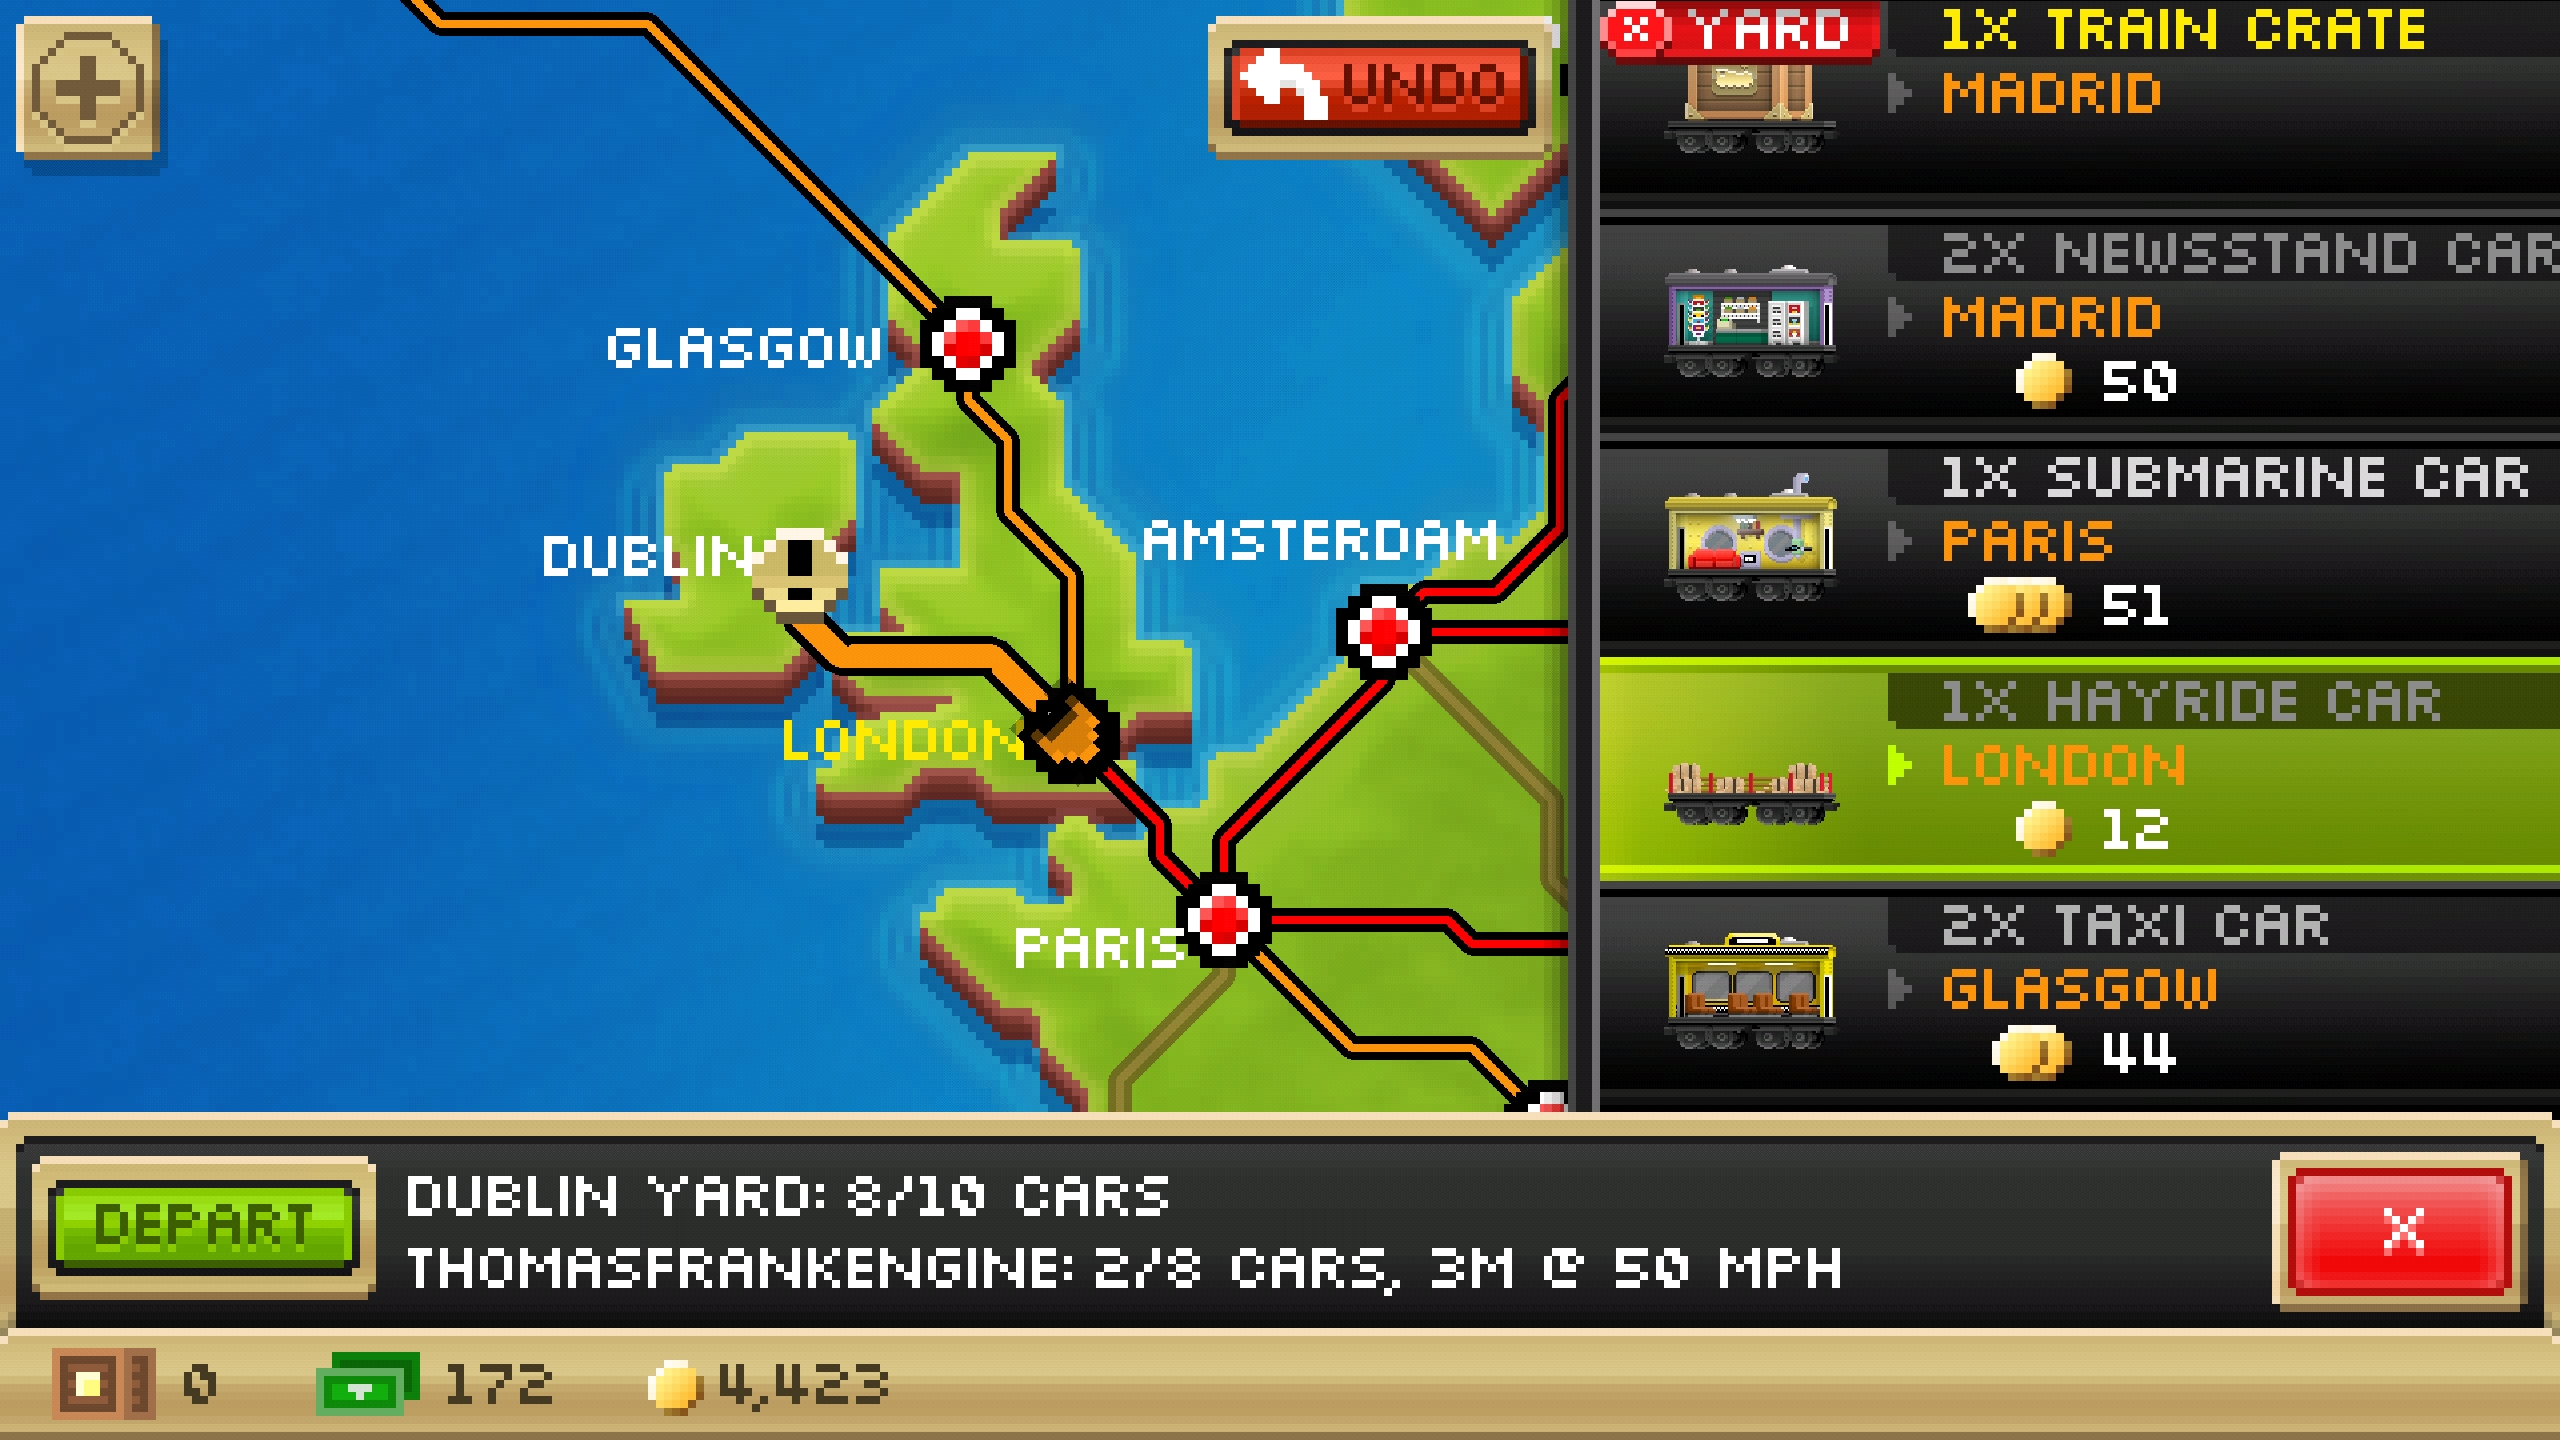 UNDO
GLASGOW
DUBLIN
AMSTERDAM
LONDON
PARIS
X YARD
1X TRAIN CRATE
MADRID
2X NEWSSTAND CAR
MADRID
50
1X SUBMARINE CAR
PARIS
51
1X HAYRIDE CAR
LONDON
12
2X TAXI CAR
GLASGOW
44
DEPART
DUBLIN YARD: 8/10 CARS
THOMASFRANKENGINE: 2/8 CARS, 3M @ 50 MPH
X
0 172 4,423